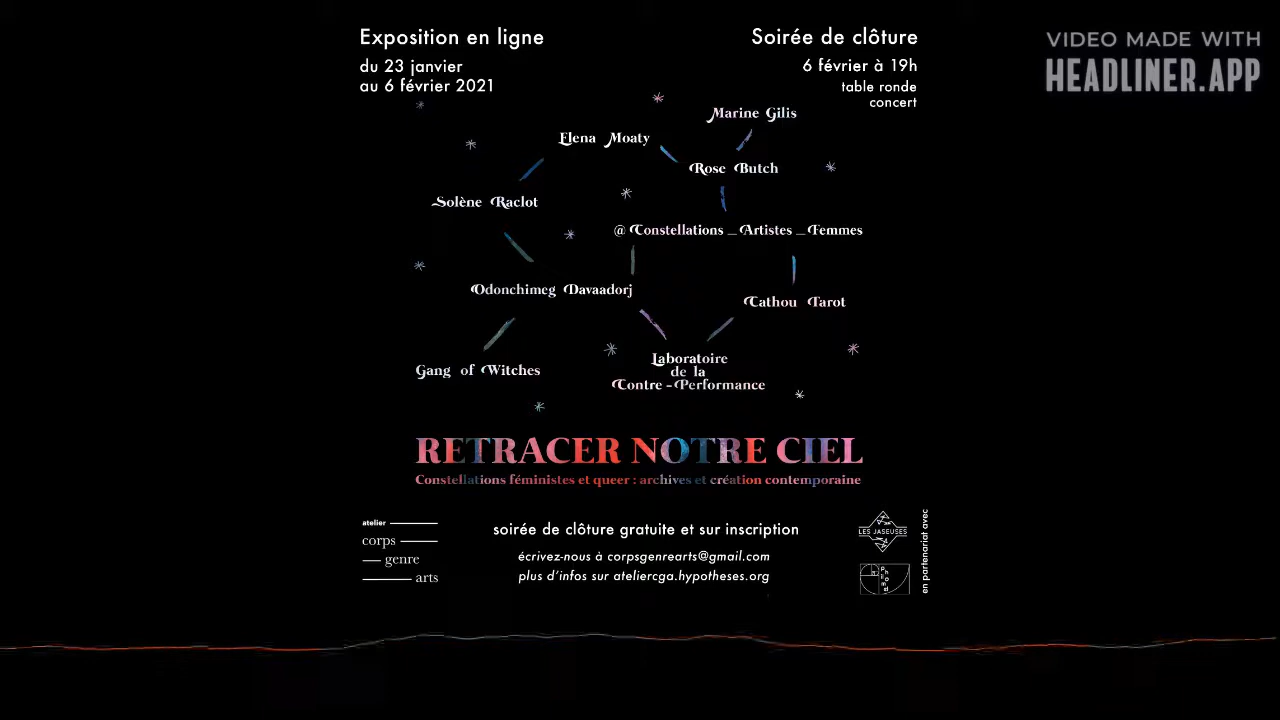 Exposition en ligne
du 23 janvier
au 6 février 2021
Soirée de clôture
6 février à 19h
table ronde
concert
VIDEO MADE WITH
HEADLINER.APP
Marine Gilis
Elena Moaty
Rose Butch
Solène Raclot
@Constellations_Artistes_Femmes
Odonchimeg Davaadorj
Cathou Tarot
Gang of Witches
Laboratoire
de la
Contre-Performance
RETRACER NOTRE CIEL
Constellations féministes et queer : archives et création contemporaine
atelier
corps
genre
arts
soirée de clôture gratuite et sur inscription
écrivez-nous à corpsgenrearts@gmail.com
plus d'infos sur ateliercga.hypotheses.org
LES JASEUSES
en partenariat avec